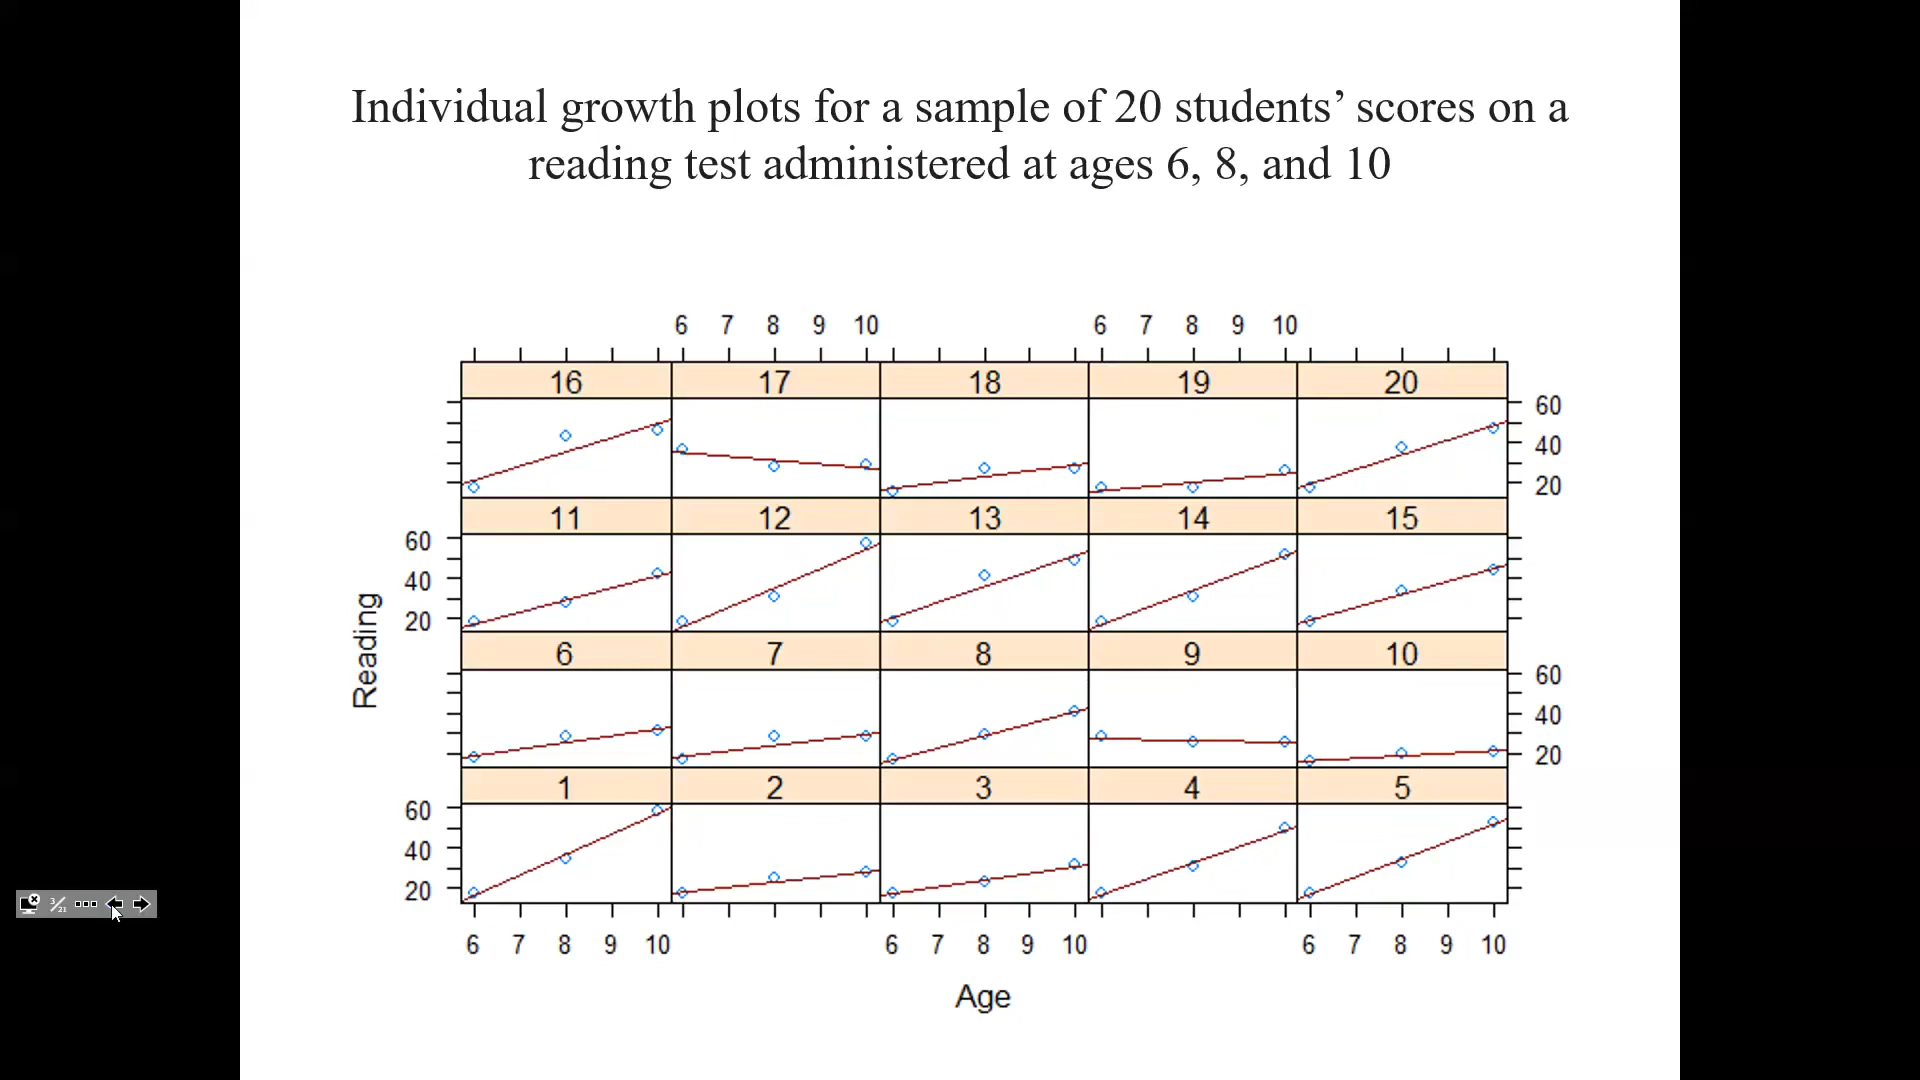 Individual growth plots for a sample of 20 students’ scores on a
reading test administered at ages 6, 8, and 10
6 7 8 9 10 6 7 8 9 10
16 17 18 19 20
60
40
20
11 12 13 14 15
60
40
20
Reading
6 7 8 9 10
60
40
20
1 2 3 4 5
60
40
20
3/21
6 7 8 9 10 6 7 8 9 10 6 7 8 9 10
Age